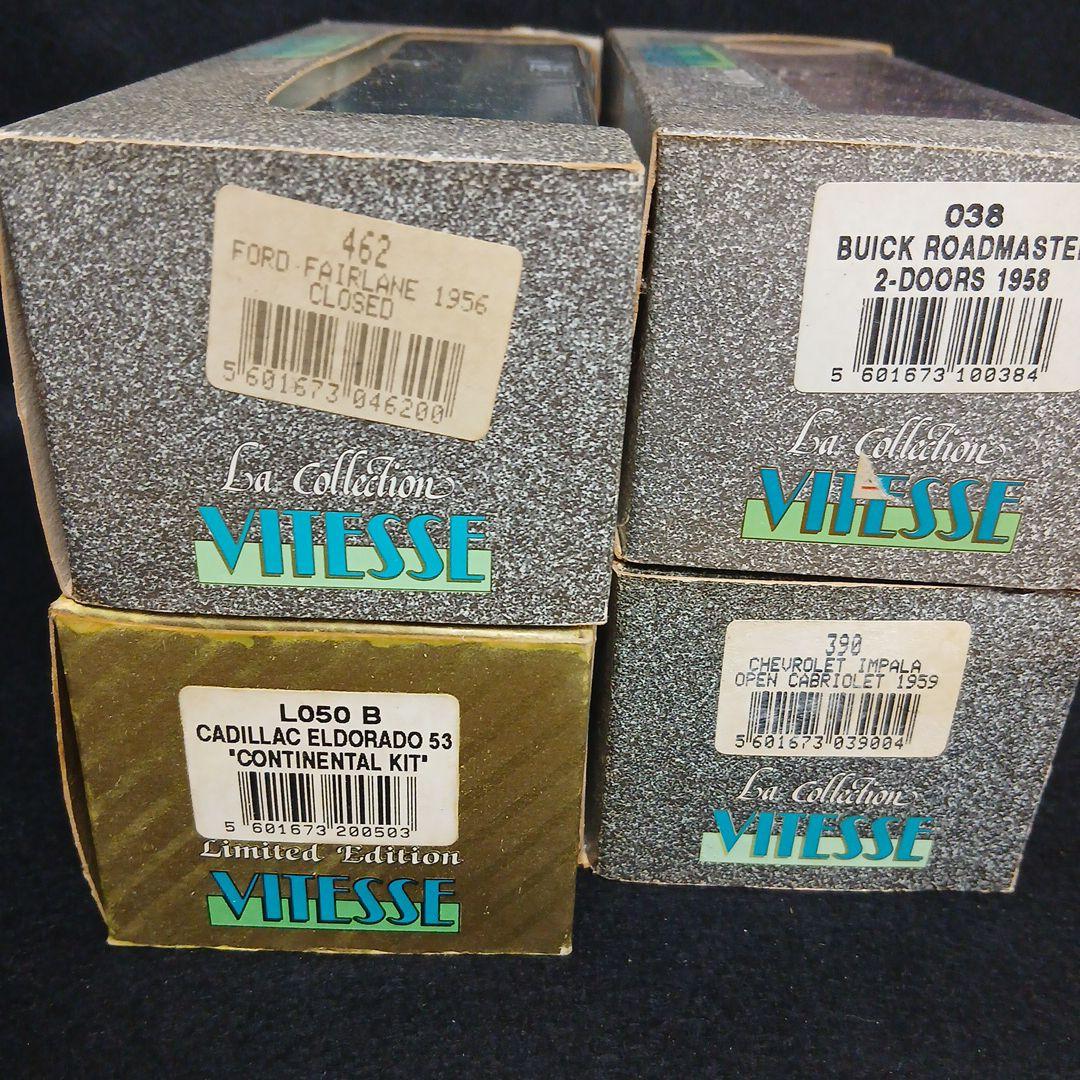 462
FORD FAIRLANE 1956
CLOSED
5 601673 046200
La Collection
VITESSE
038
BUICK ROADMASTE
2-DOORS 1958
5 601673 100384
La Collection
VITESSE
L050 B
CADILLAC ELDORADO 53
"CONTINENTAL KIT"
5 601673 200503
Limited Edition
VITESSE
390
CHEVROLET IMPALA
OPEN CABRIOLET 1959
5 601673 039004
La Collection
VITESSE